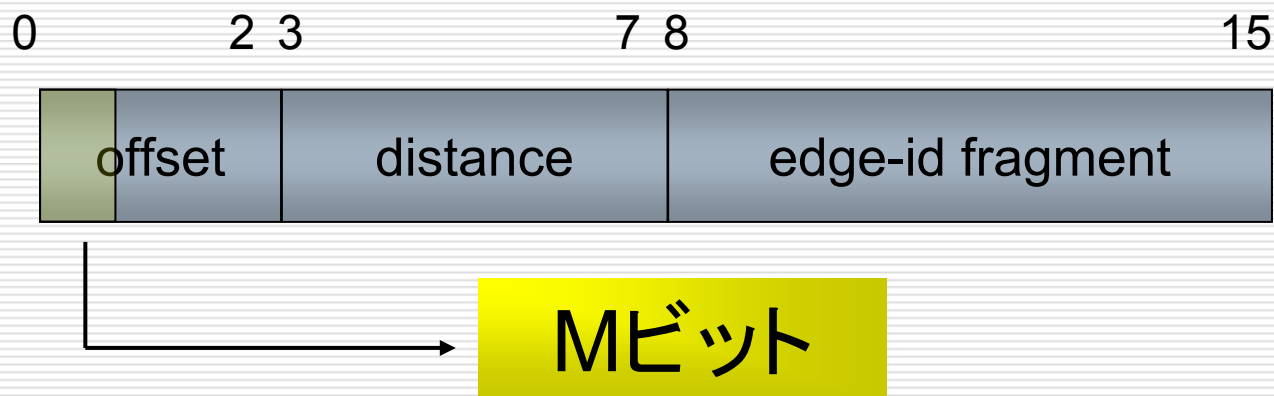 0 2 3 7 8 15
offset distance edge-id fragment
Mビット